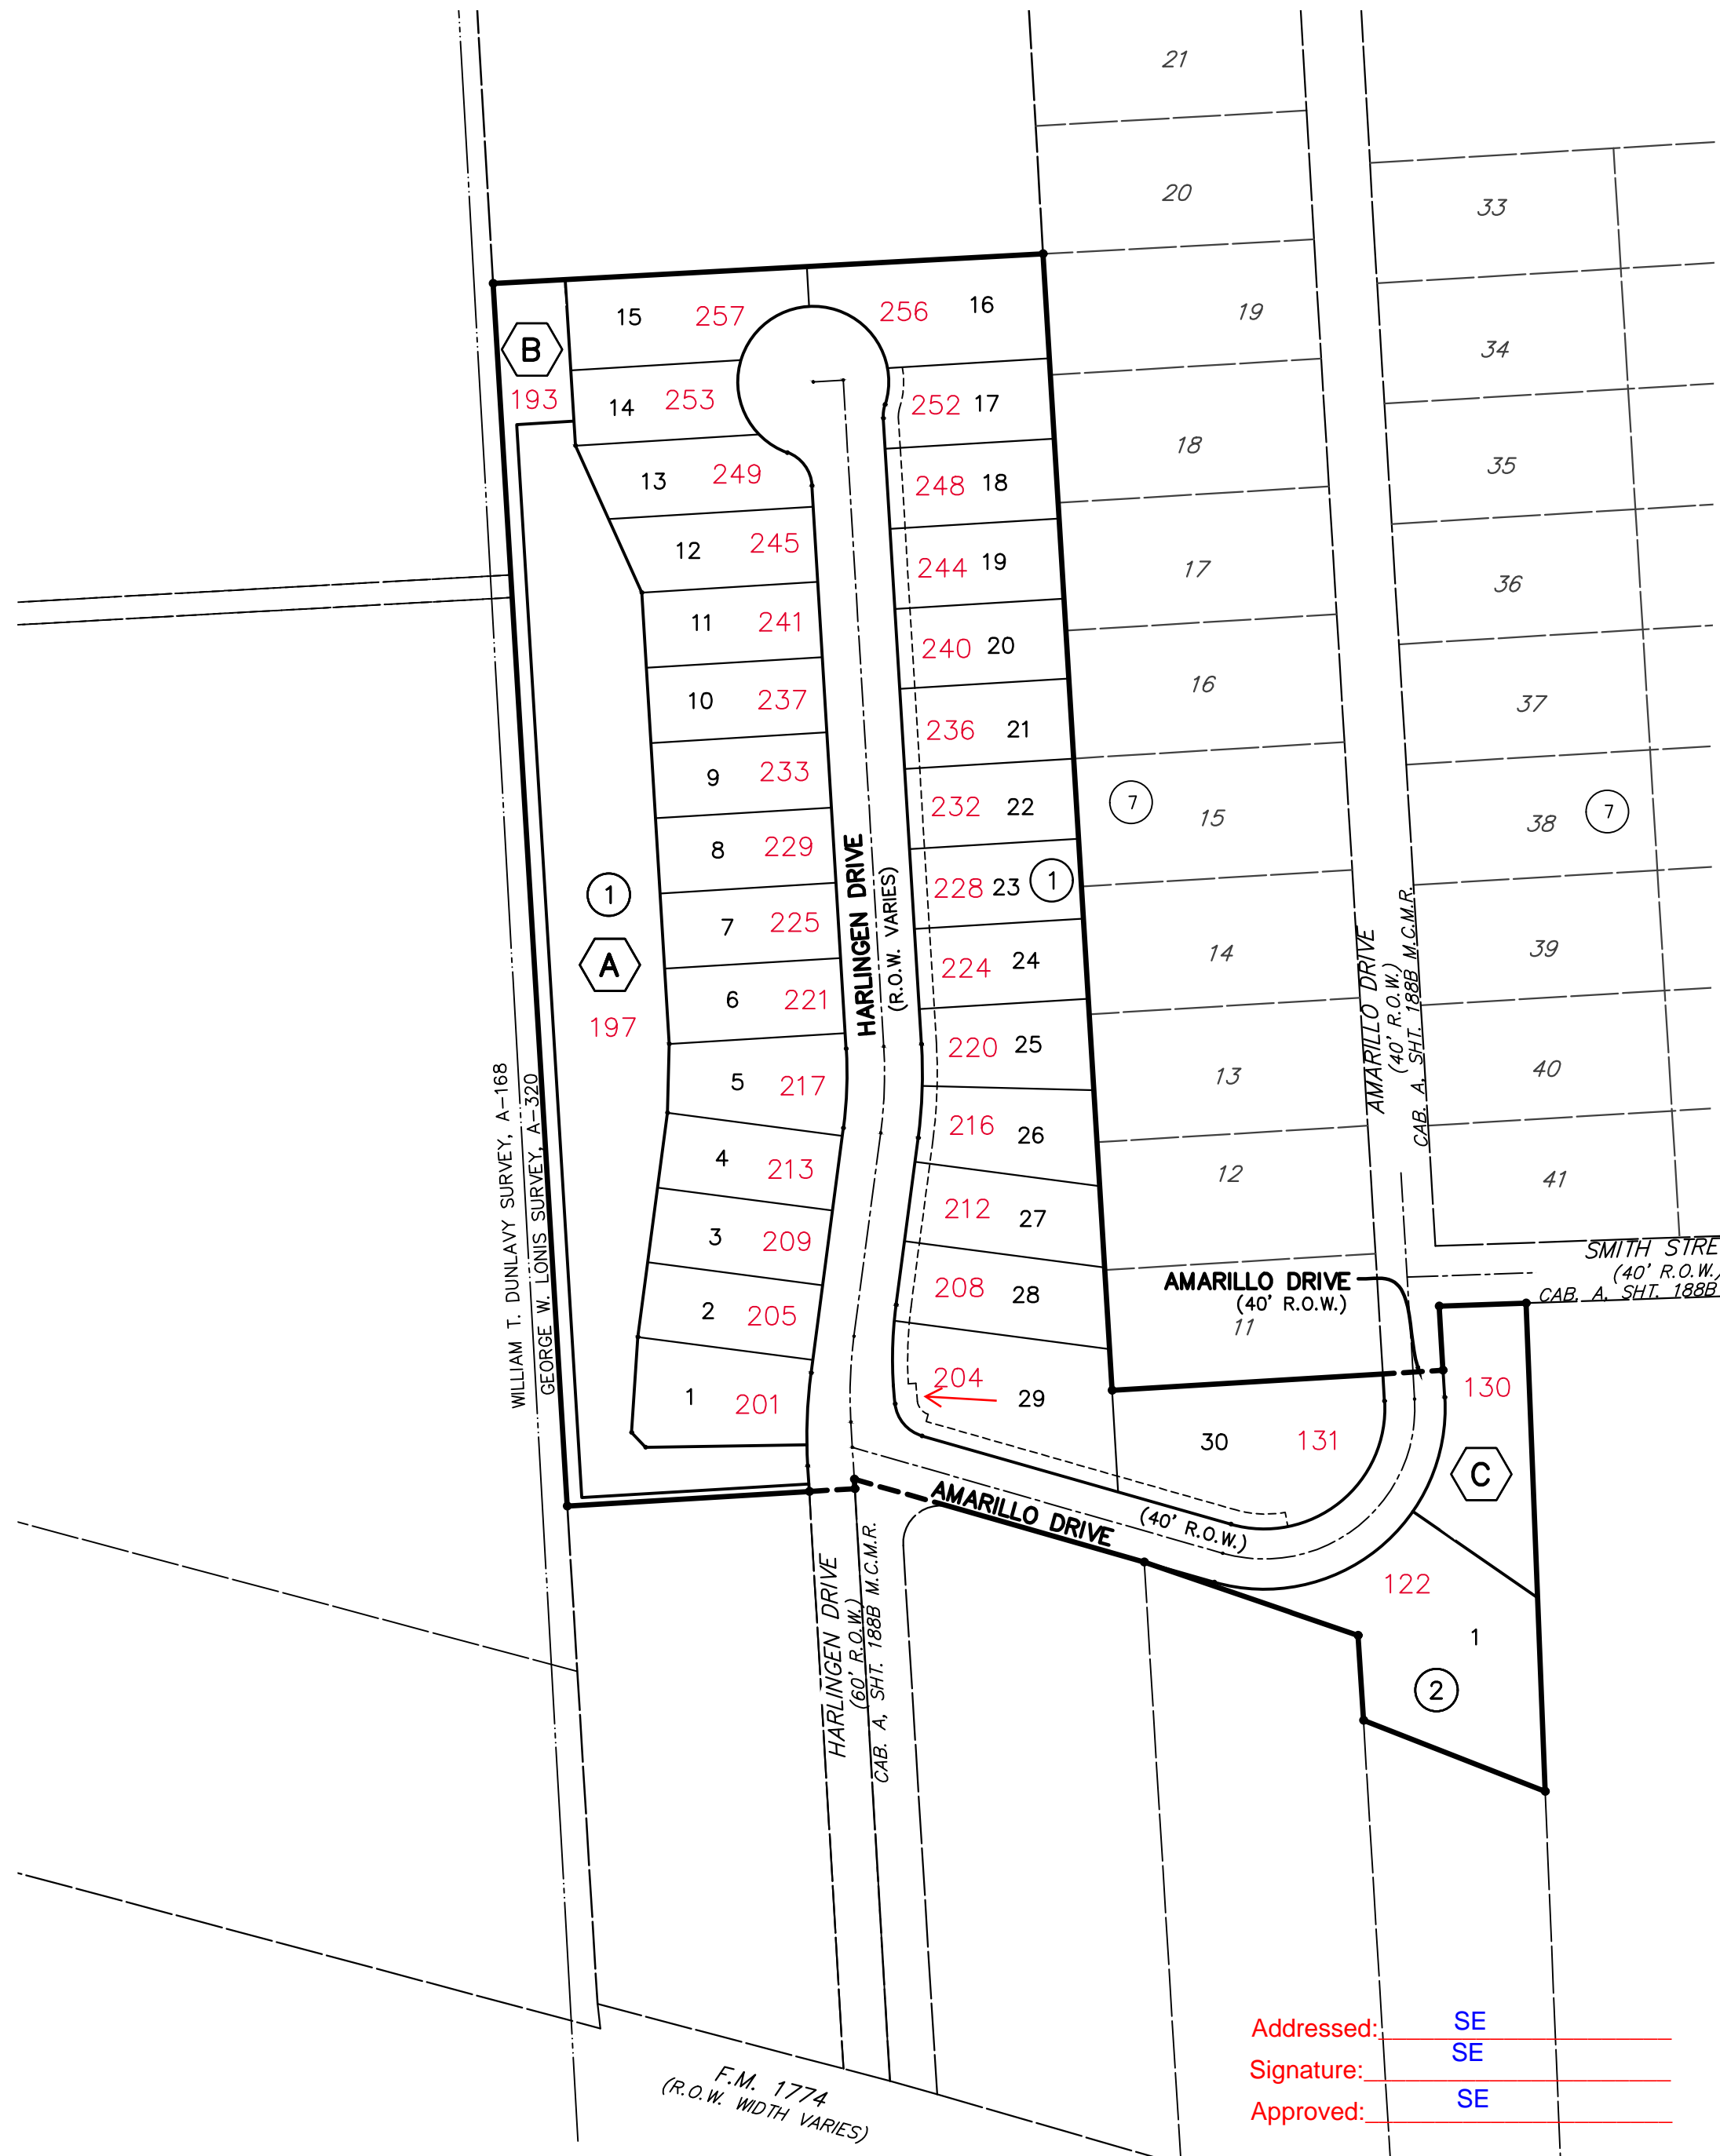 21
20
33
19
34
18
35
17
36
16
37
7
15
38
7
14
39
13
40
12
41
B
193
15 257
256 16
14 253
252 17
13 249
248 18
12 245
244 19
11 241
240 20
10 237
236 21
9 233
232 22
8 229
228 23 1
1
7 225
224 24
A
6 221
197
220 25
5 217
216 26
4 213
212 27
3 209
208 28
2 205
204
29
1 201
HARLINGEN DRIVE
(R.O.W. VARIES)
AMARILLO DRIVE
(40' R.O.W.)
CAB. A, SHT. 188B M.C.M.R.
WILLIAM T. DUNLAVY SURVEY, A-168
GEORGE W. LONIS SURVEY, A-320
SMITH STRE
(40' R.O.W.)
CAB. A, SHT. 188B
AMARILLO DRIVE
(40' R.O.W.)
11
130
30 131
C
AMARILLO DRIVE (40' R.O.W.)
122
1
2
HARLINGEN DRIVE
(60' R.O.W.)
CAB. A, SHT. 188B M.C.M.R.
F.M. 1774
(R.O.W. WIDTH VARIES)
Addressed: SE
Signature: SE
Approved: SE